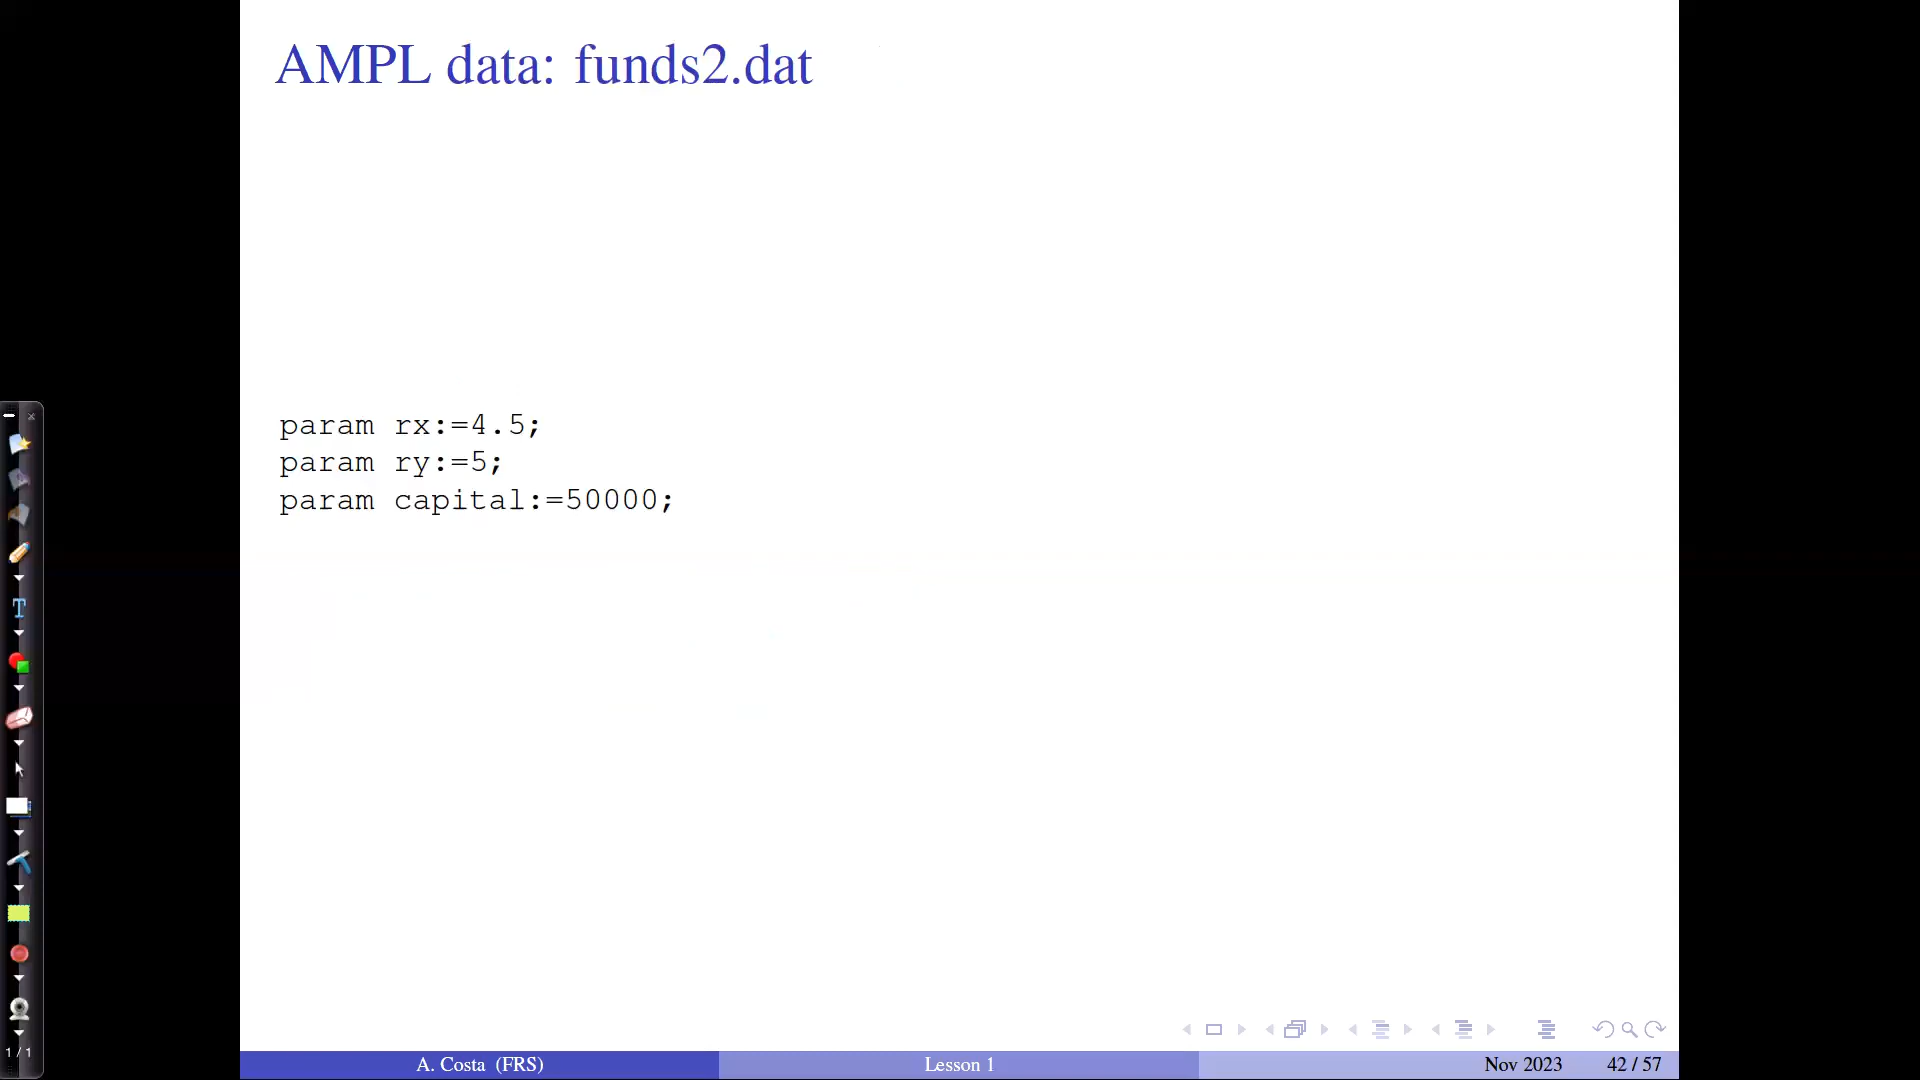 AMPL data: funds2.dat
param rx:=4.5;
param ry:=5;
param capital:=50000;
1 / 1
A. Costa (FRS) Lesson 1 Nov 2023 42 / 57